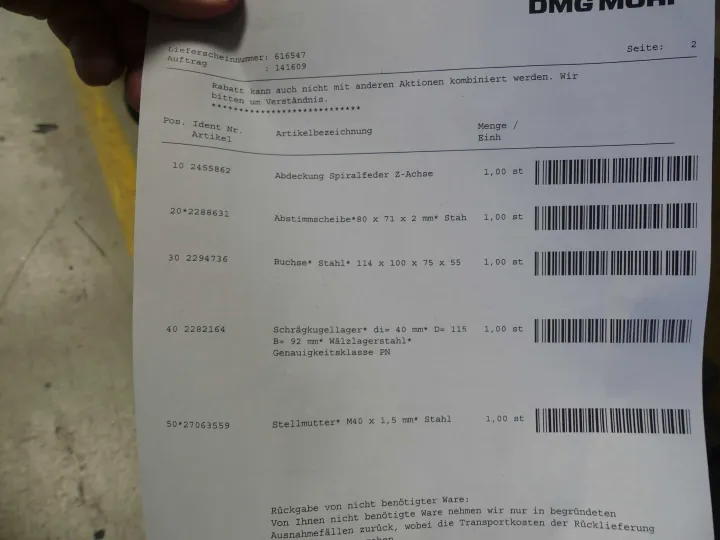 DMG MORI
Lieferscheinnummer: 616547
Auftrag : 141609
Seite: 2
Rabatt kann auch nicht mit anderen Aktionen kombiniert werden. Wir
bitten um Verständnis.
***************************
Pos. Ident Nr. Artikelbezeichnung Menge /
Artikel Einh
10 2455862 Abdeckung Spiralfeder Z-Achse 1,00 st
20*2288631 Abstimmscheibe*80 x 71 x 2 mm* Stah 1,00 st
30 2294736 Buchse* Stahl* 114 x 100 x 75 x 55 1,00 st
40 2282164 Schrägkugellager* di= 40 mm* D= 115 1,00 st
B= 92 mm* Wälzlagerstahl*
Genauigkeitsklasse PN
50*27063559 Stellmutter* M40 x 1,5 mm* Stahl 1,00 st
Rückgabe von nicht benötigter Ware:
Von Ihnen nicht benötigte Ware nehmen wir nur in begründeten
Ausnahmefällen zurück, wobei die Transportkosten der Rücklieferung